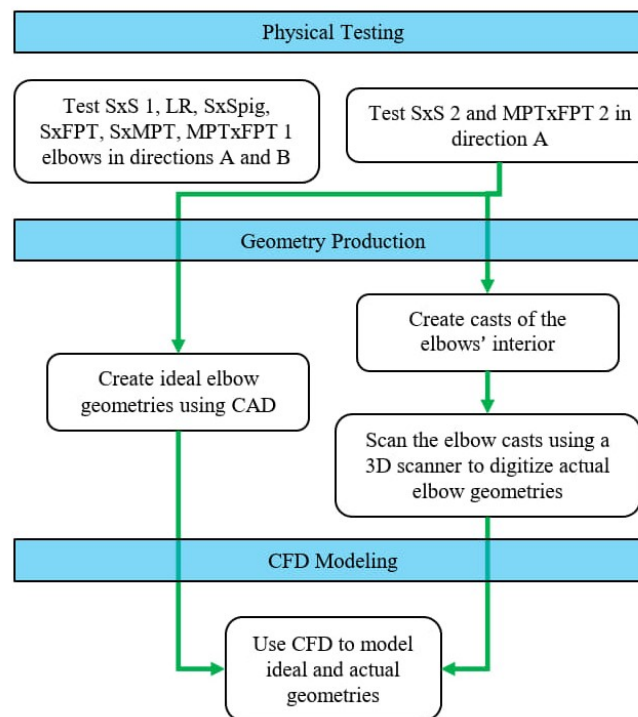 Physical Testing
Test SxS 1, LR, SxSpig,
SxFPT, SxMPT, MPTxFPT 1
elbows in directions A and B
Test SxS 2 and MPTxFPT 2 in
direction A
Geometry Production
Create ideal elbow
geometries using CAD
Create casts of the
elbows’ interior
Scan the elbow casts using a
3D scanner to digitize actual
elbow geometries
CFD Modeling
Use CFD to model
ideal and actual
geometries